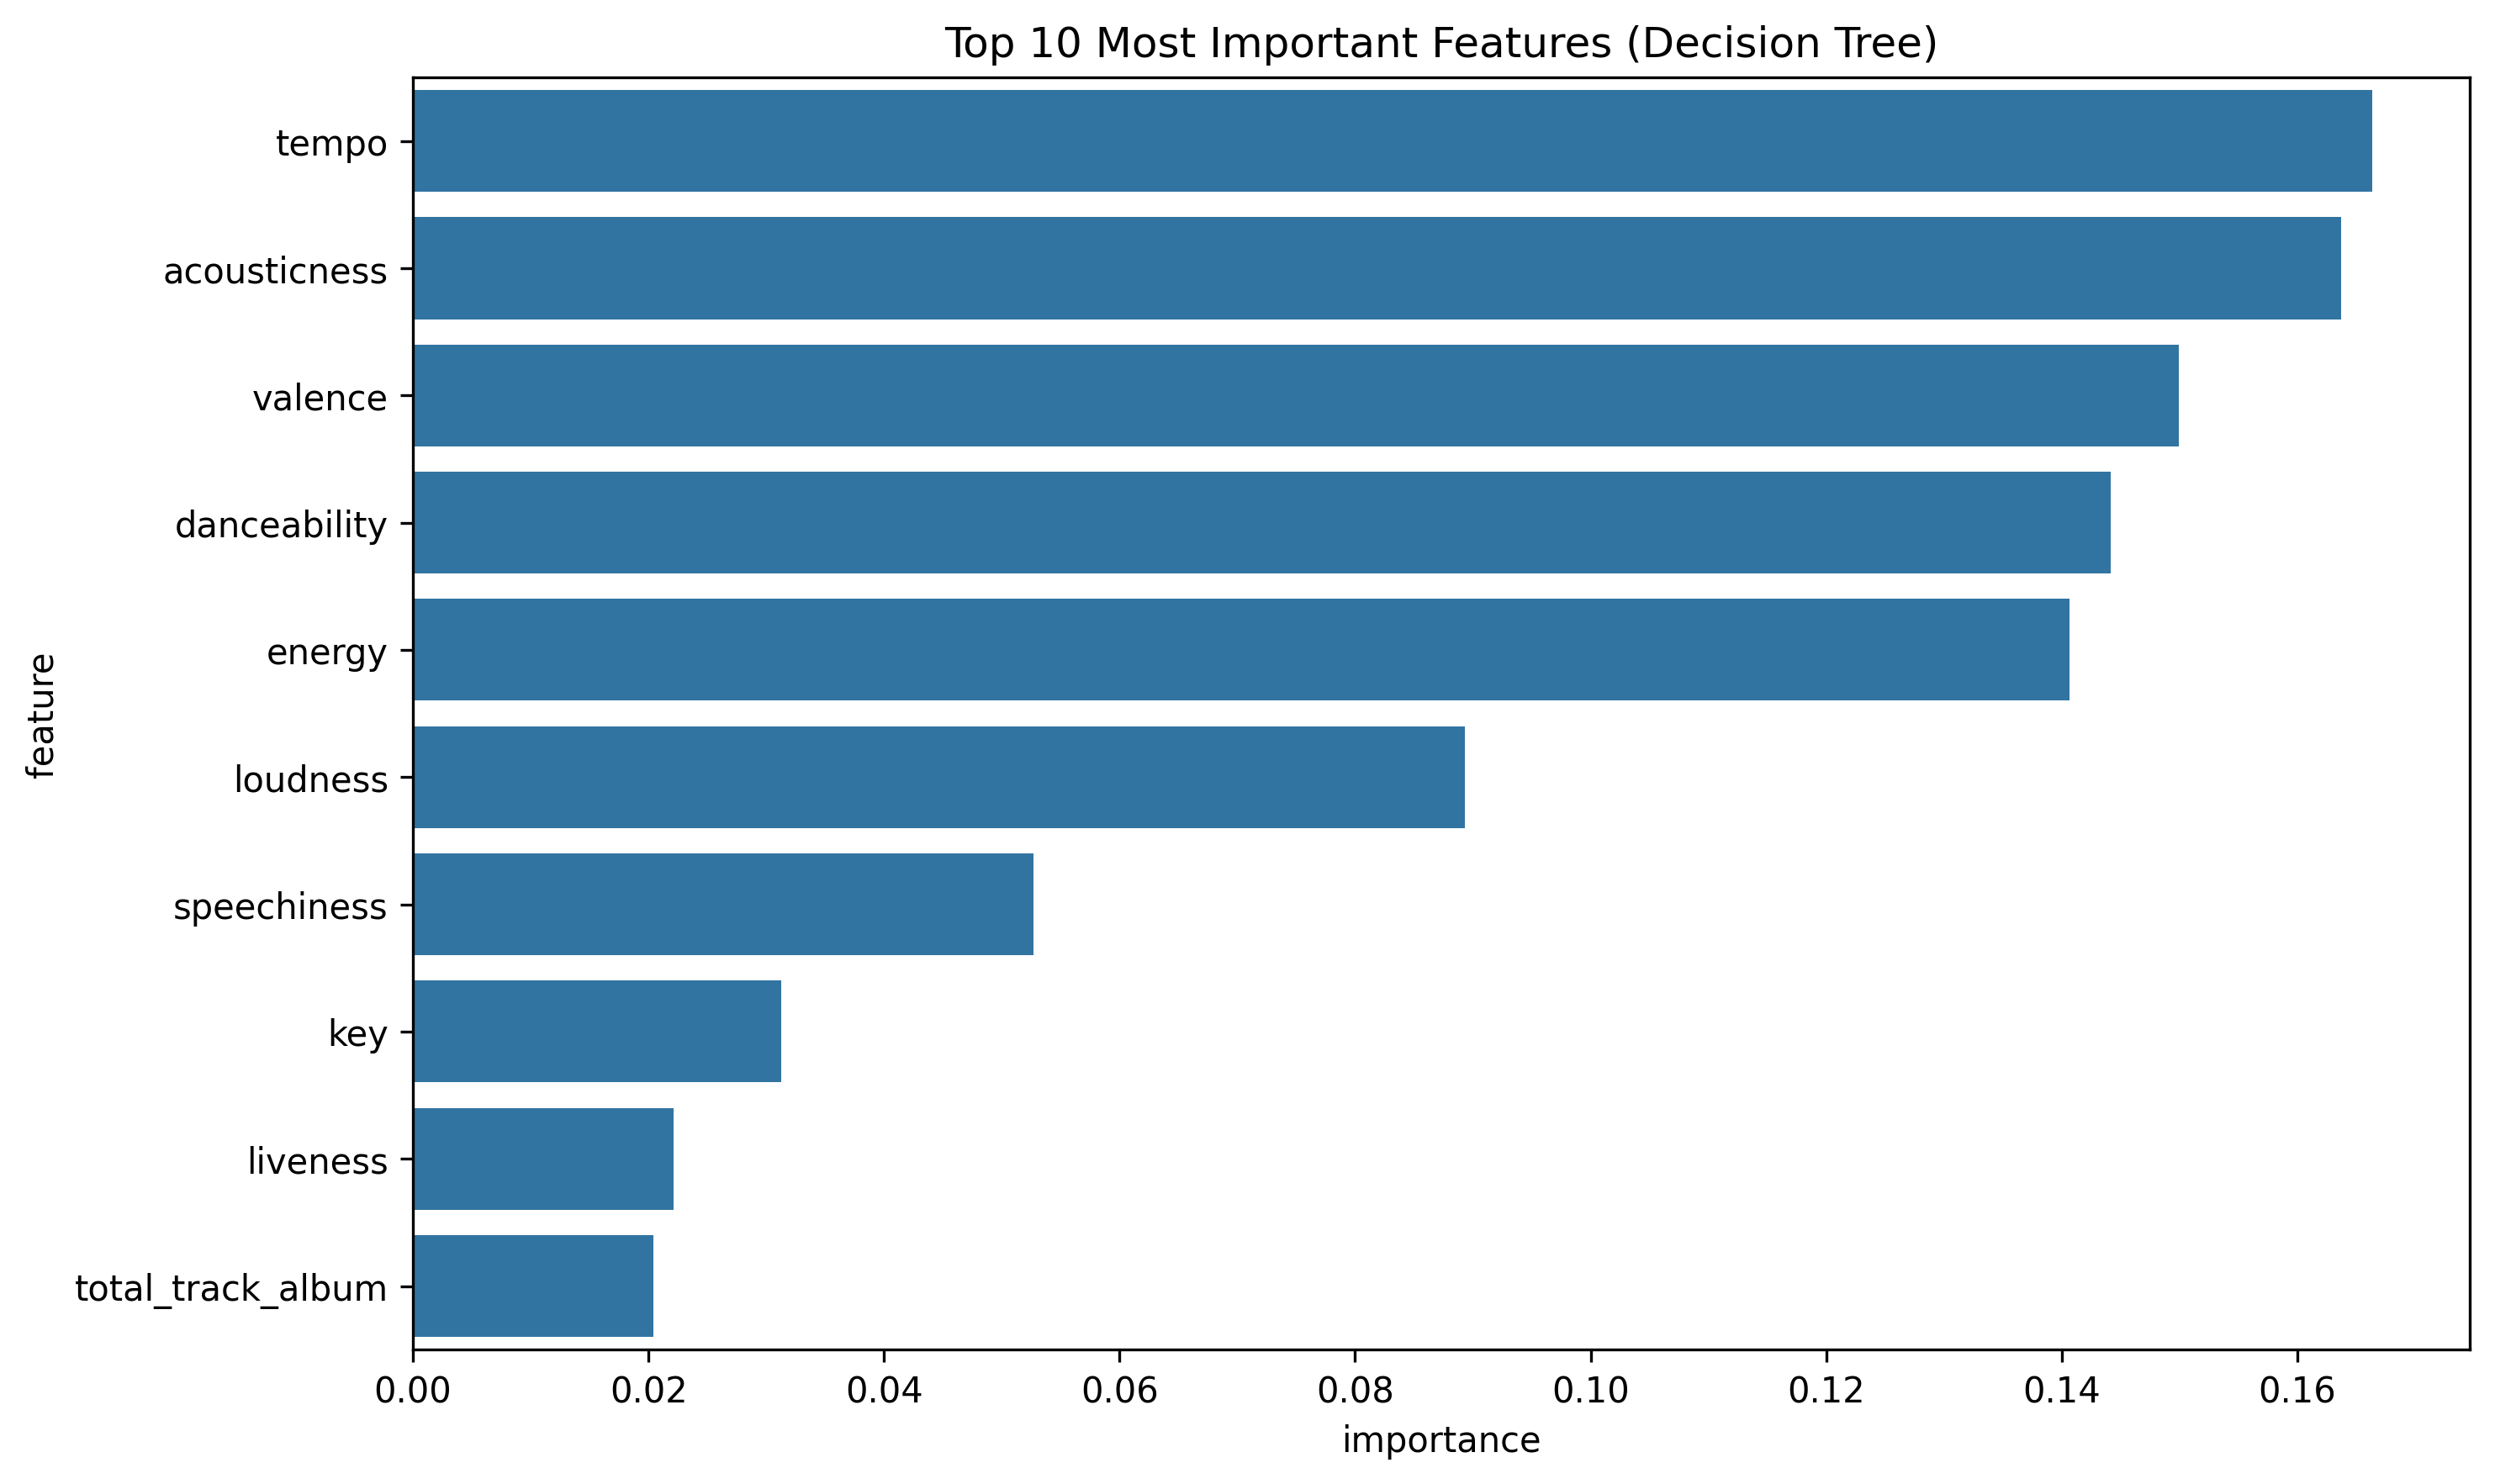 Top 10 Most Important Features (Decision Tree)
feature
tempo
acousticness
valence
danceability
energy
loudness
speechiness
key
liveness
total_track_album
0.00 0.02 0.04 0.06 0.08 0.10 0.12 0.14 0.16
importance